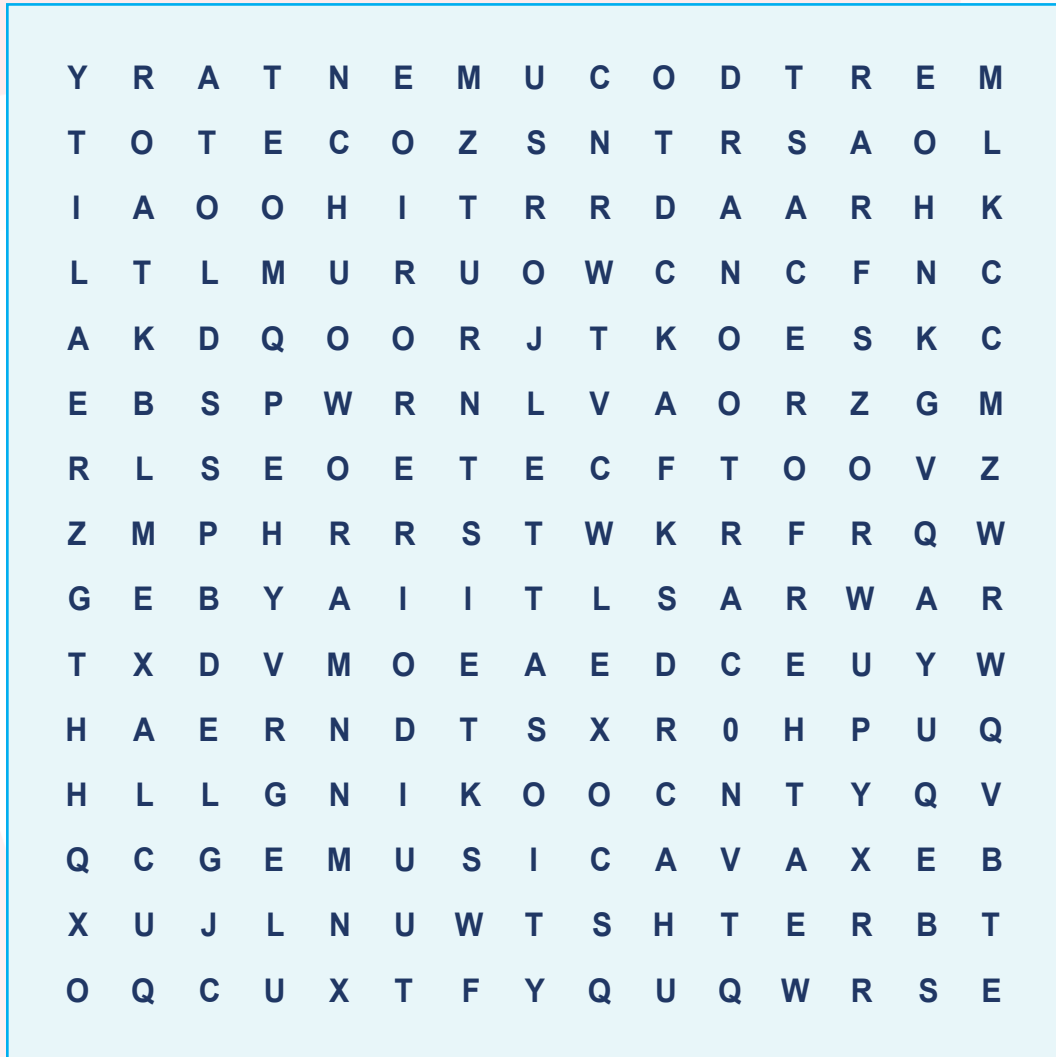 Y R A T N E M U C O D T R E M
T O T E C O Z S N T R S A O L
I A O O H I T R R D A A R H K
L T L M U R U O W C N C F N C
A K D Q O O R J T K O E S K C
E B S P W R N L V A O R Z G M
R L S E O E T E C F T O O V Z
Z M P H R R S T W K R F R Q W
G E B Y A I I T L S A R W A R
T X D V M O E A E D C E U Y W
H A E R N D T S X R 0 H P U Q
H L L G N I K O O C N T Y Q V
Q C G E M U S I C A V A X E B
X U J L N U W T S H T E R B T
O Q C U X T F Y Q U Q W R S E